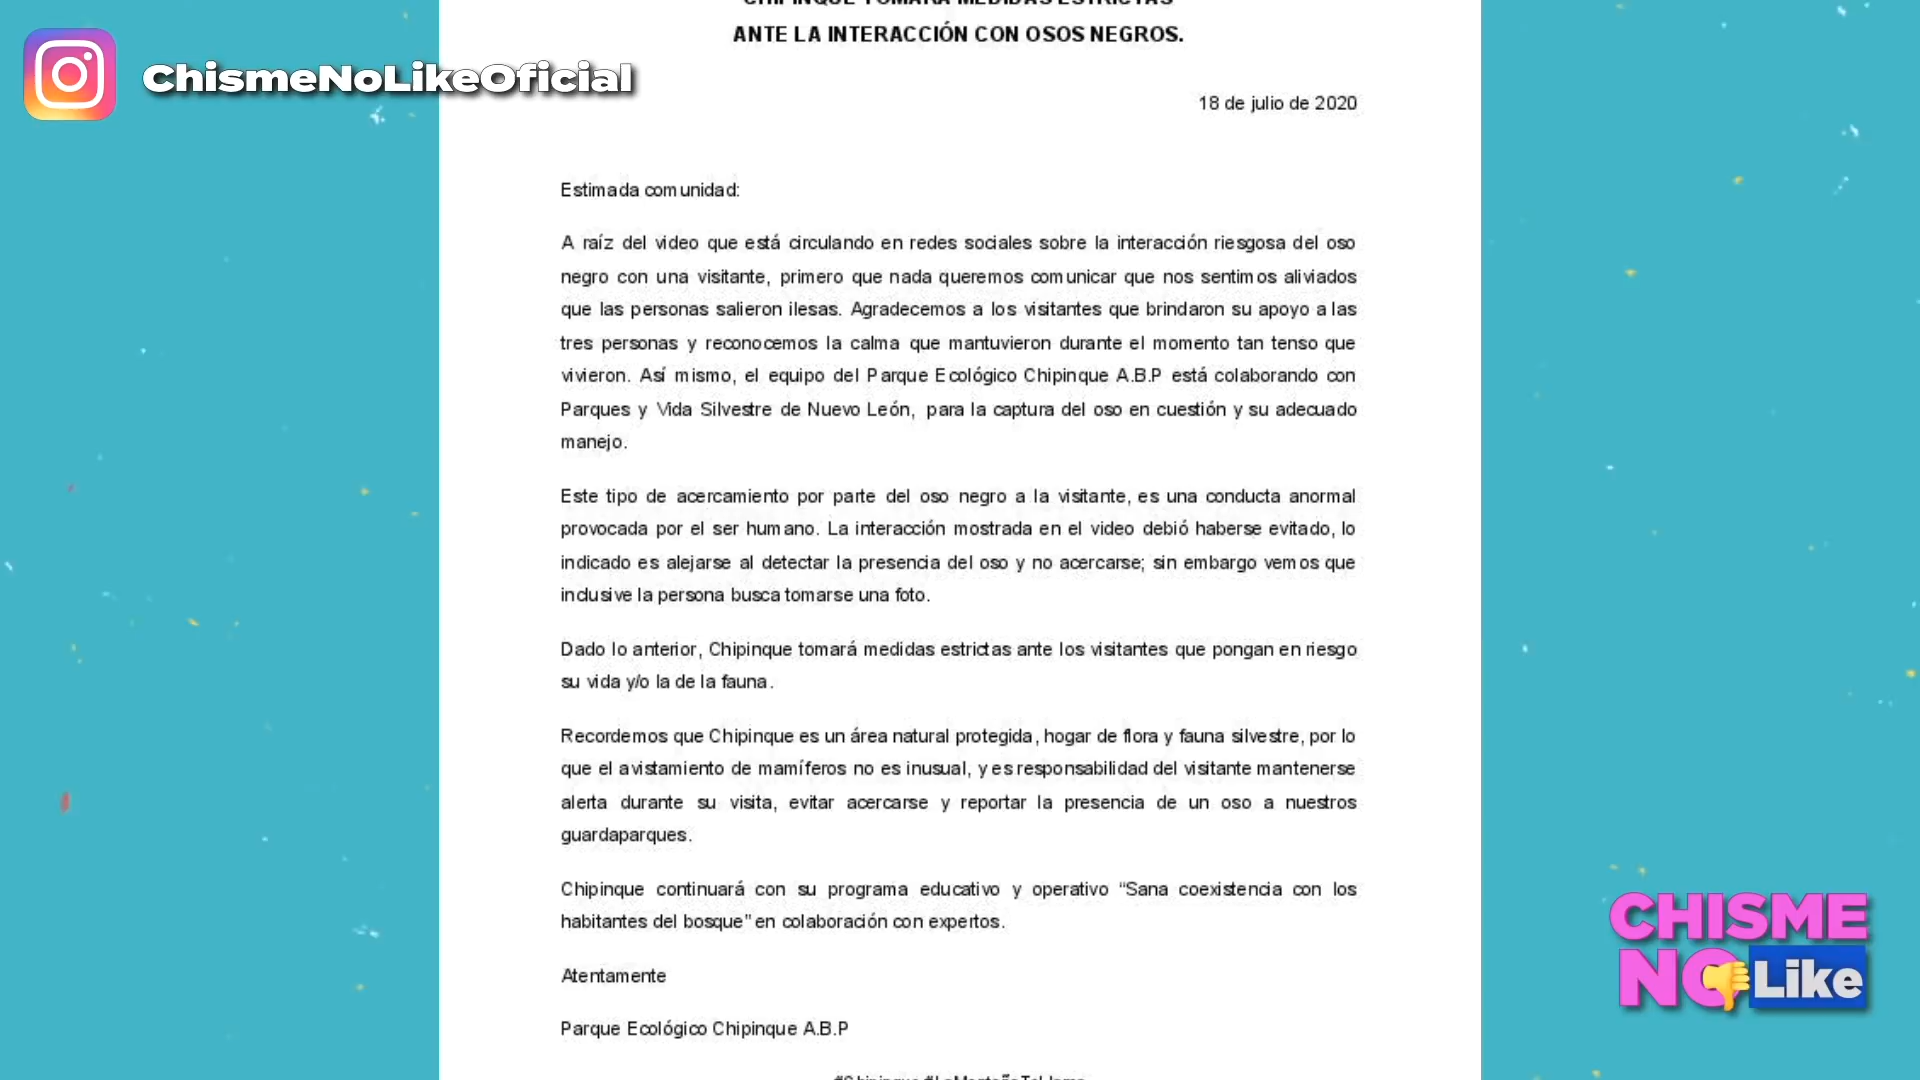 CHIPINQUE TOMARÁ MEDIDAS ESTRICTAS
ANTE LA INTERACCIÓN CON OSOS NEGROS.
ChismeNoLikeOficial
18 de julio de 2020
Estimada comunidad:
A raíz del video que está circulando en redes sociales sobre la interacción riesgosa del oso
negro con una visitante, primero que nada queremos comunicar que nos sentimos aliviados
que las personas salieron ilesas. Agradecemos a los visitantes que brindaron su apoyo a las
tres personas y reconocemos la calma que mantuvieron durante el momento tan tenso que
vivieron. Así mismo, el equipo del Parque Ecológico Chipinque A.B.P está colaborando con
Parques y Vida Silvestre de Nuevo León, para la captura del oso en cuestión y su adecuado
manejo.
Este tipo de acercamiento por parte del oso negro a la visitante, es una conducta anormal
provocada por el ser humano. La interacción mostrada en el video debió haberse evitado, lo
indicado es alejarse al detectar la presencia del oso y no acercarse; sin embargo vemos que
inclusive la persona busca tomarse una foto.
Dado lo anterior, Chipinque tomará medidas estrictas ante los visitantes que pongan en riesgo
su vida y/o la de la fauna.
Recordemos que Chipinque es un área natural protegida, hogar de flora y fauna silvestre, por lo
que el avistamiento de mamíferos no es inusual, y es responsabilidad del visitante mantenerse
alerta durante su visita, evitar acercarse y reportar la presencia de un oso a nuestros
guardaparques.
Chipinque continuará con su programa educativo y operativo “Sana coexistencia con los
habitantes del bosque” en colaboración con expertos.
Atentamente
Parque Ecológico Chipinque A.B.P
#Chipinque #LaMontañaTeLlama
CHISME
NO Like